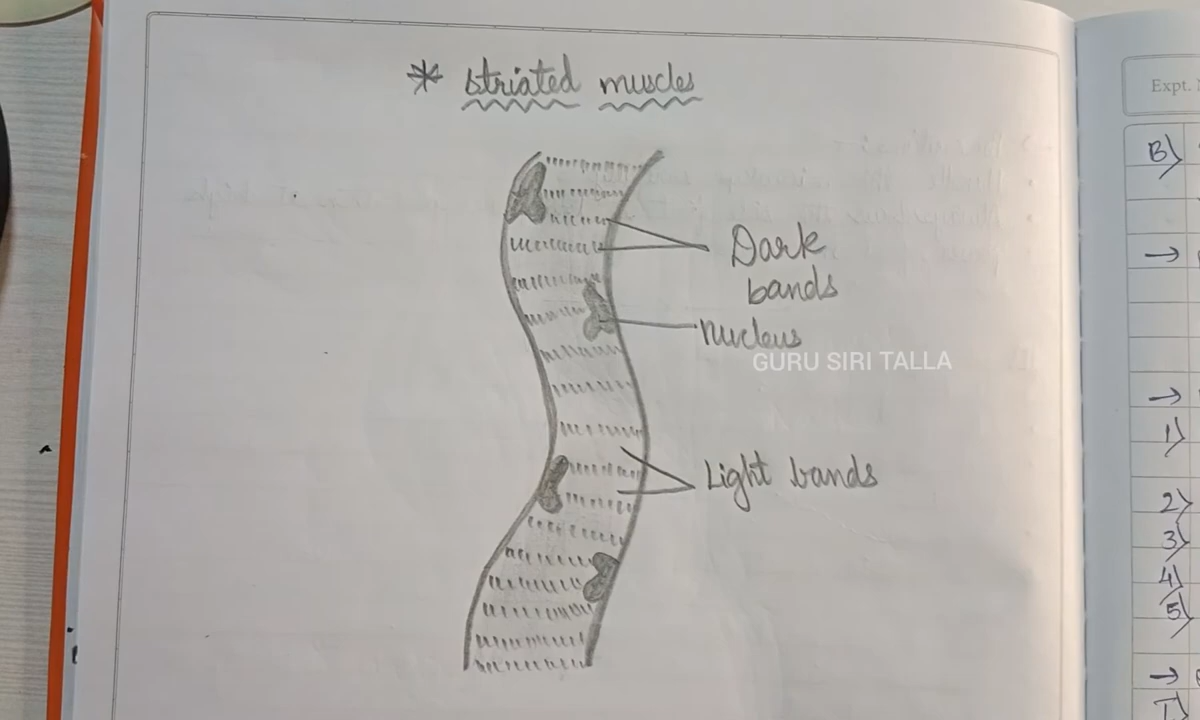 * Striated muscles
Dark
bands
nucleus
GURU SIRI TALLA
Light bands
Expt.
B)
→
→
1)
2)
3)
4)
5)
→